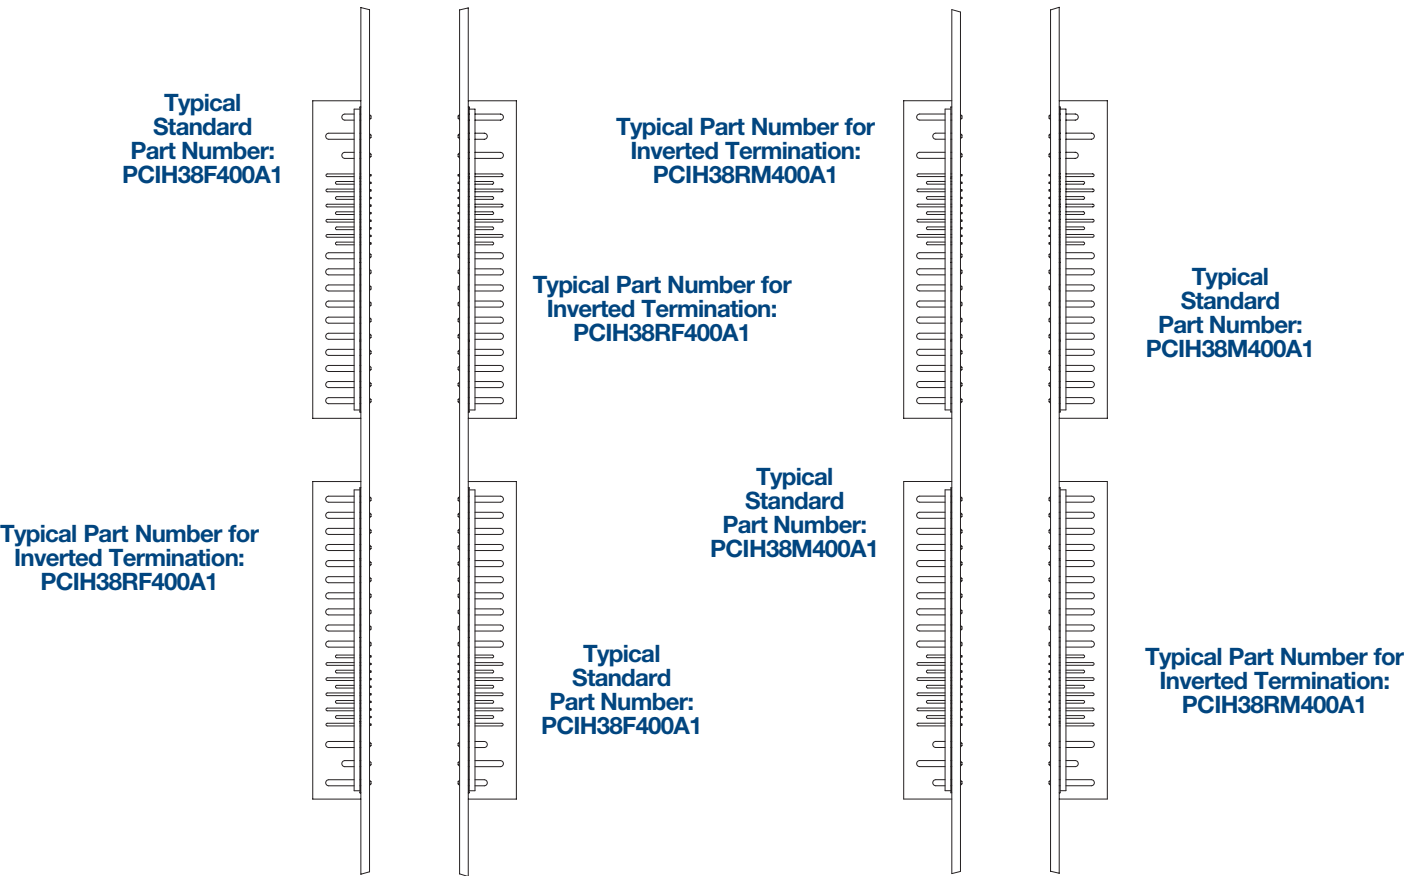 Typical
Standard
Part Number:
PCIH38F400A1
Typical Part Number for
Inverted Termination:
PCIH38RM400A1
Typical Part Number for
Inverted Termination:
PCIH38RF400A1
Typical
Standard
Part Number:
PCIH38M400A1
Typical
Standard
Part Number:
PCIH38M400A1
Typical Part Number for
Inverted Termination:
PCIH38RF400A1
Typical
Standard
Part Number:
PCIH38F400A1
Typical Part Number for
Inverted Termination:
PCIH38RM400A1